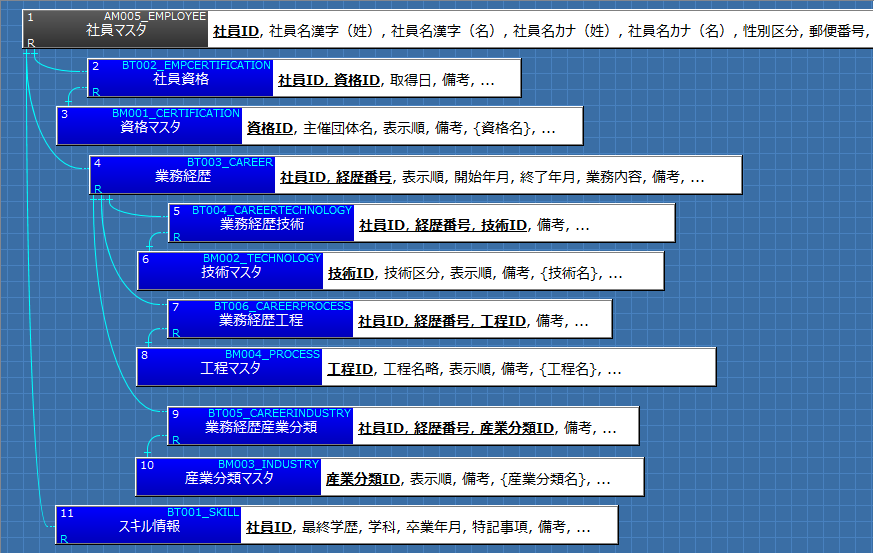 1 AM005_EMPLOYEE
社員マスタ 社員ID, 社員名漢字（姓）, 社員名漢字（名）, 社員名カナ（姓）, 社員名カナ（名）, 性別区分, 郵便番号,
R
2 BT002_EMPCERTIFICATION
社員資格 社員ID, 資格ID, 取得日, 備考, ...
R
3 BM001_CERTIFICATION
資格マスタ 資格ID, 主催団体名, 表示順, 備考, {資格名}, ...
4 BT003_CAREER
業務経歴 社員ID, 経歴番号, 表示順, 開始年月, 終了年月, 業務内容, 備考, ...
R
5 BT004_CAREERTECHNOLOGY
業務経歴技術 社員ID, 経歴番号, 技術ID, 備考, ...
R
6 BM002_TECHNOLOGY
技術マスタ 技術ID, 技術区分, 表示順, 備考, {技術名}, ...
7 BT006_CAREERPROCESS
業務経歴工程 社員ID, 経歴番号, 工程ID, 備考, ...
R
8 BM004_PROCESS
工程マスタ 工程ID, 工程名略, 表示順, 備考, {工程名}, ...
9 BT005_CAREERINDUSTRY
業務経歴産業分類 社員ID, 経歴番号, 産業分類ID, 備考, ...
R
10 BM003_INDUSTRY
産業分類マスタ 産業分類ID, 表示順, 備考, {産業分類名}, ...
11 BT001_SKILL
スキル情報 社員ID, 最終学歴, 学科, 卒業年月, 特記事項, 備考, ...
R